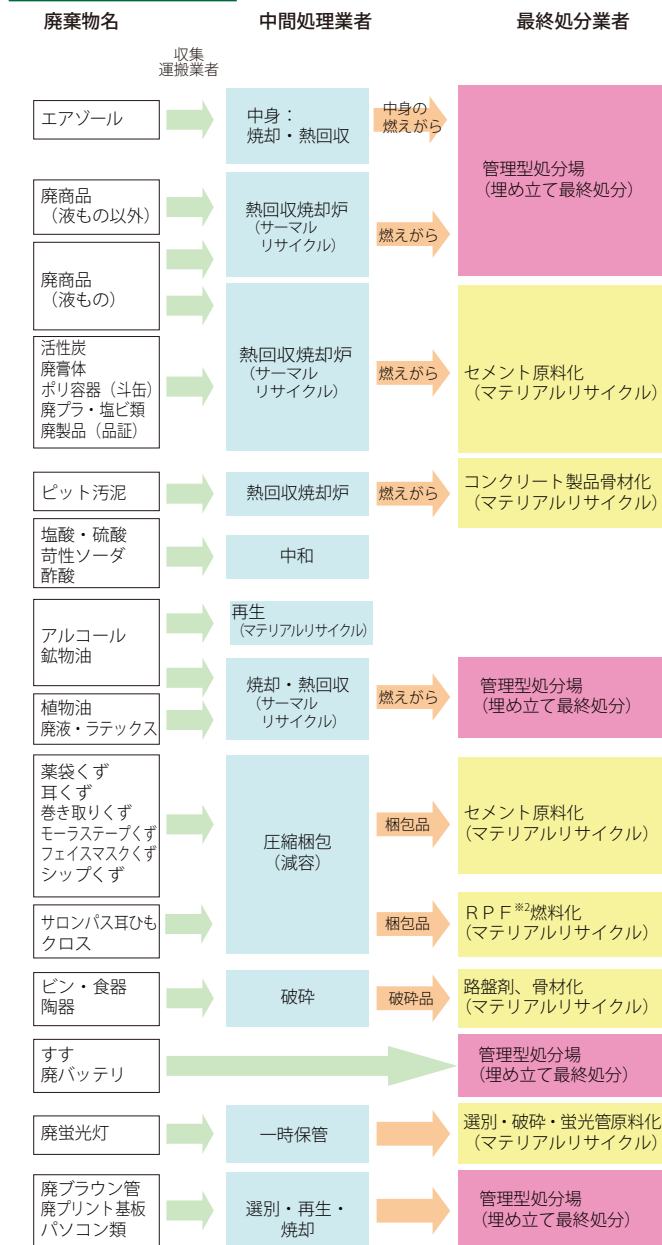 廃棄物名
中間処理業者
最終処分業者
収集
運搬業者
エアゾール
中身：
焼却・熱回収
中身の
燃えがら
管理型処分場
（埋め立て最終処分）
廃商品
（液もの以外）
熱回収焼却炉
（サーマル
リサイクル）
燃えがら
廃商品
（液もの）
活性炭
廃膏体
ポリ容器（斗缶）
廃プラ・塩ビ類
廃製品（品証）
熱回収焼却炉
（サーマル
リサイクル）
燃えがら
セメント原料化
（マテリアルリサイクル）
ピット汚泥
熱回収焼却炉
燃えがら
コンクリート製品骨材化
（マテリアルリサイクル）
塩酸・硫酸
苛性ソーダ
酢酸
中和
アルコール
鉱物油
再生
（マテリアルリサイクル）
植物油
廃液・ラテックス
焼却・熱回収
（サーマル
リサイクル）
燃えがら
管理型処分場
（埋め立て最終処分）
薬袋くず
耳くず
巻き取りくず
モーラステープくず
フェイスマスクくず
シップくず
圧縮梱包
（減容）
梱包品
セメント原料化
（マテリアルリサイクル）
サロンパス耳ひも
クロス
梱包品
ＲＰＦ※2燃料化
（マテリアルリサイクル）
ビン・食器
陶器
破砕
破砕品
路盤剤、骨材化
（マテリアルリサイクル）
すす
廃バッテリ
管理型処分場
（埋め立て最終処分）
廃蛍光灯
一時保管
選別・破砕・蛍光管原料化
（マテリアルリサイクル）
廃ブラウン管
廃プリント基板
パソコン類
選別・再生・
焼却
管理型処分場
（埋め立て最終処分）